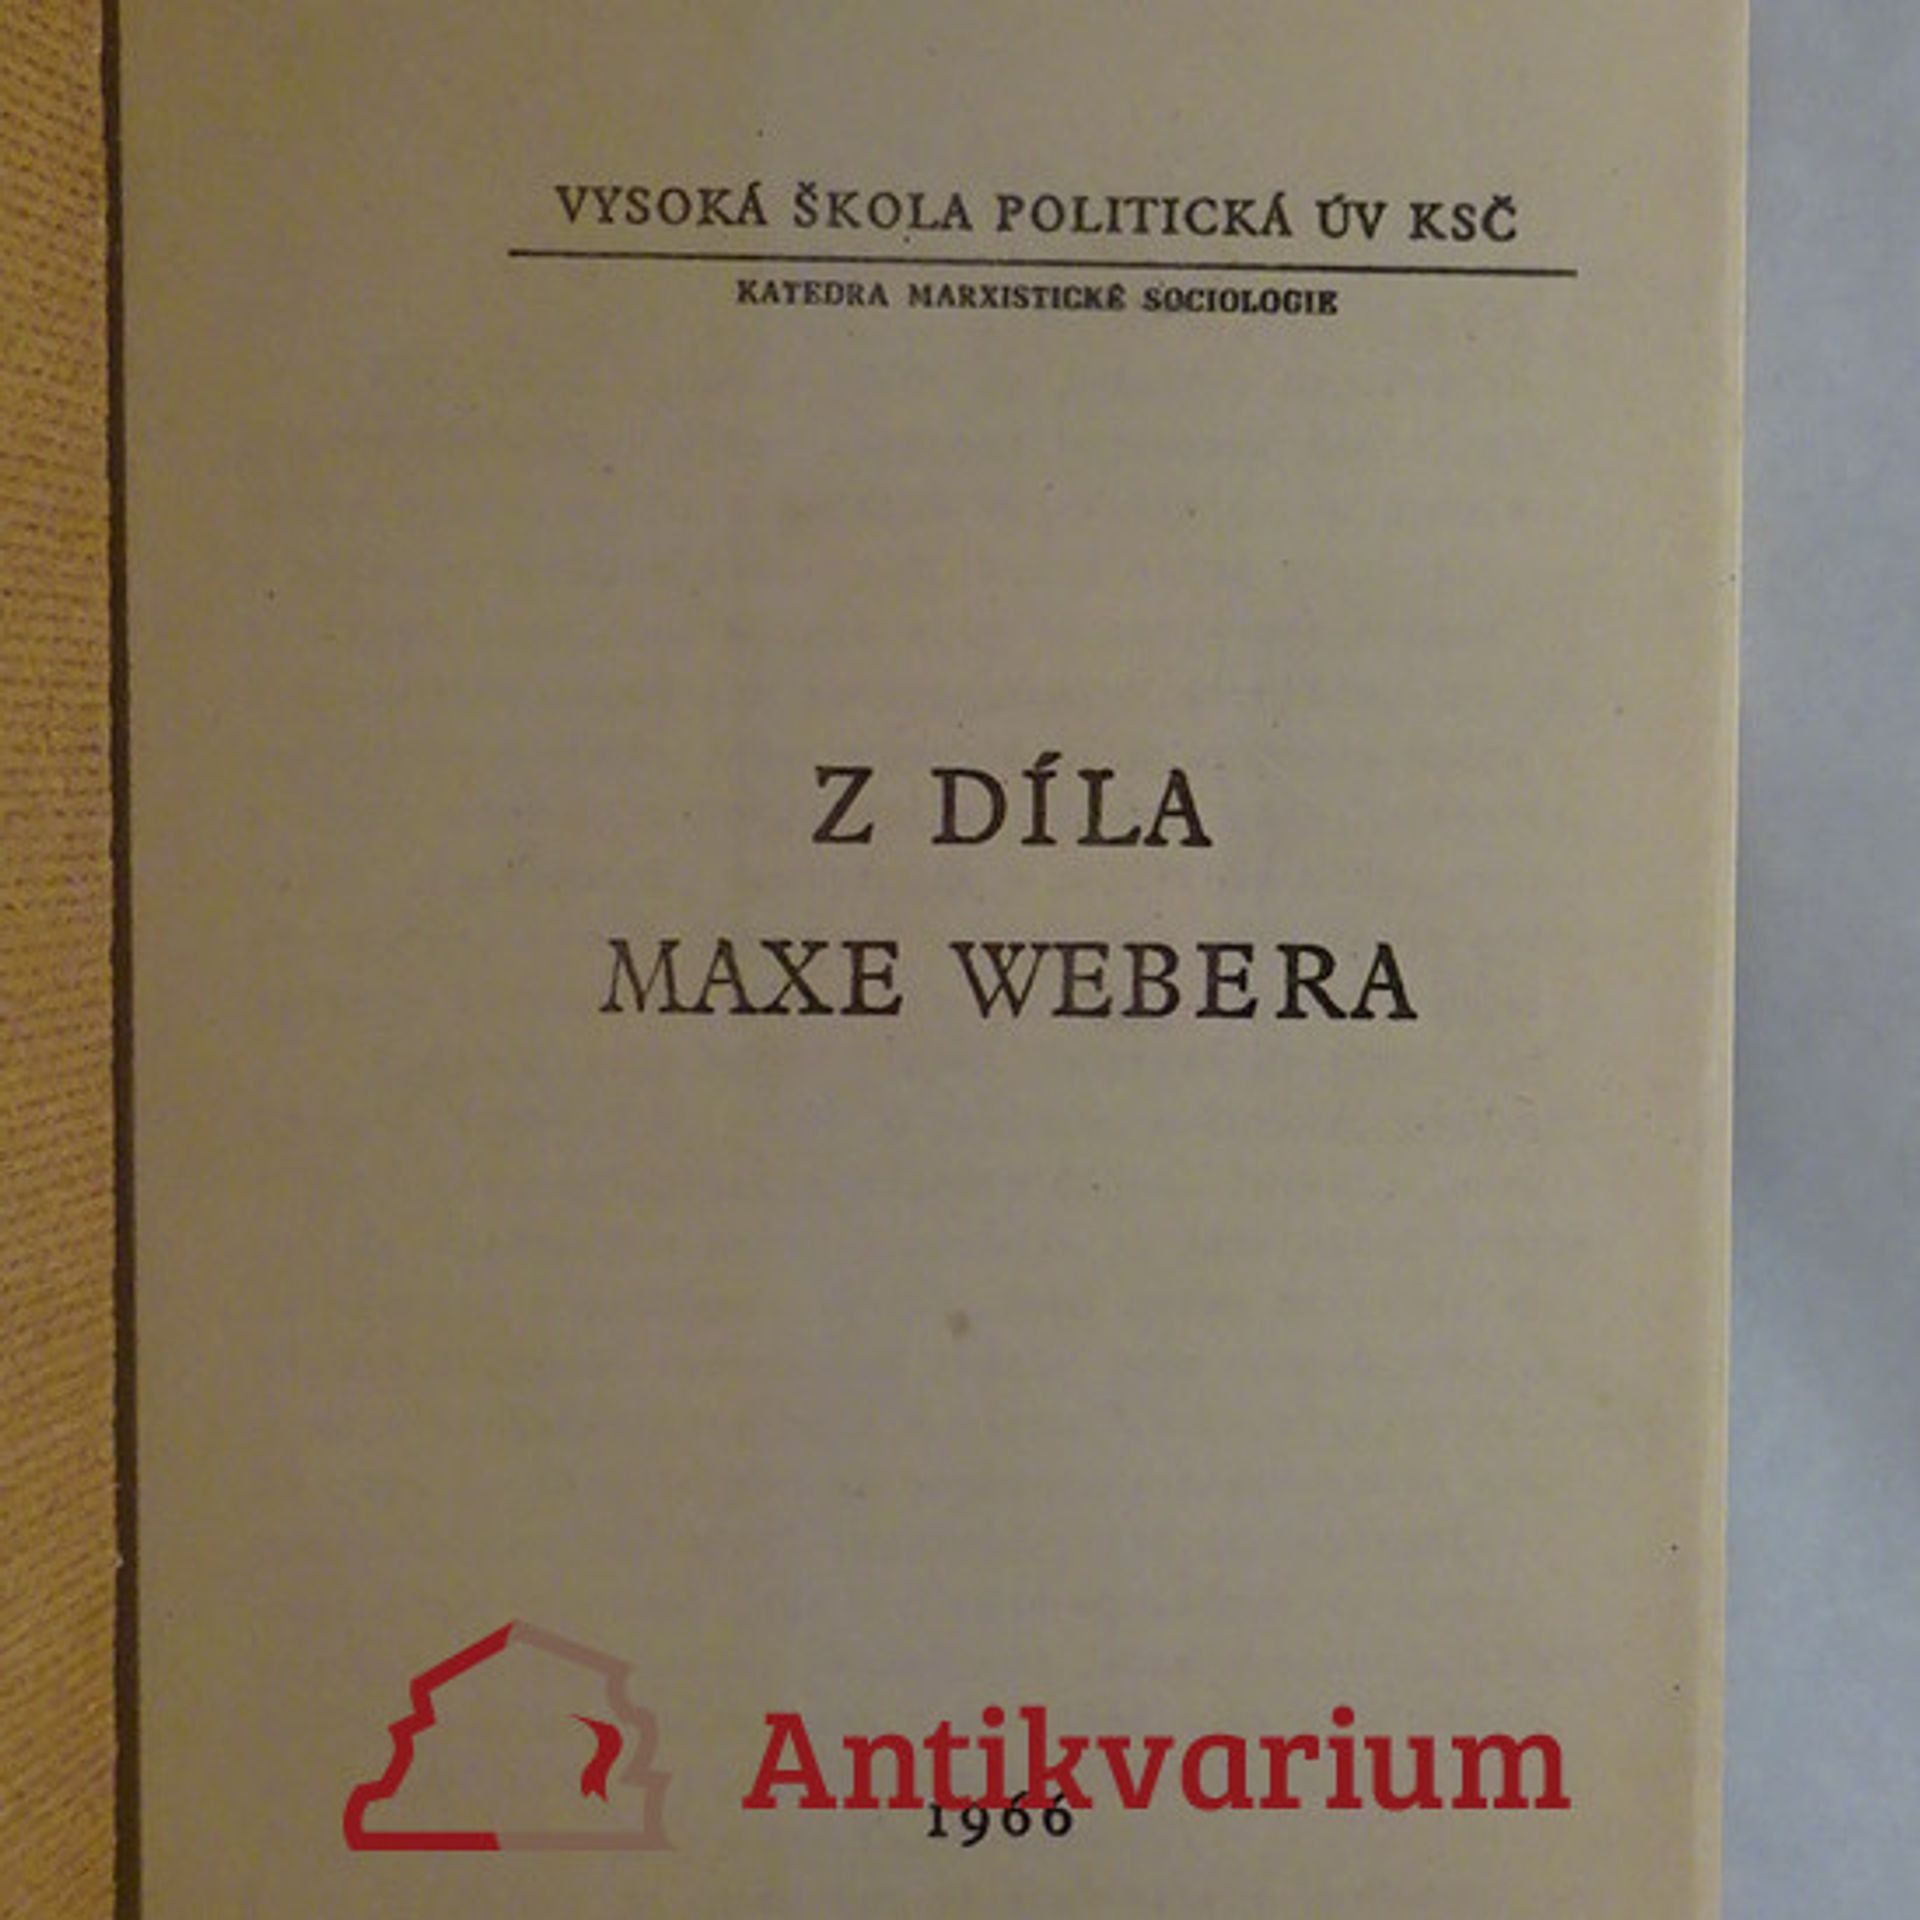 VYSOKÁ ŠKOLA POLITICKÁ ÚV KSČ
KATEDRA MARXISTICKÉ SOCIOLOGIE
Z DÍLA
MAXE WEBERA
Antikvarium
1966